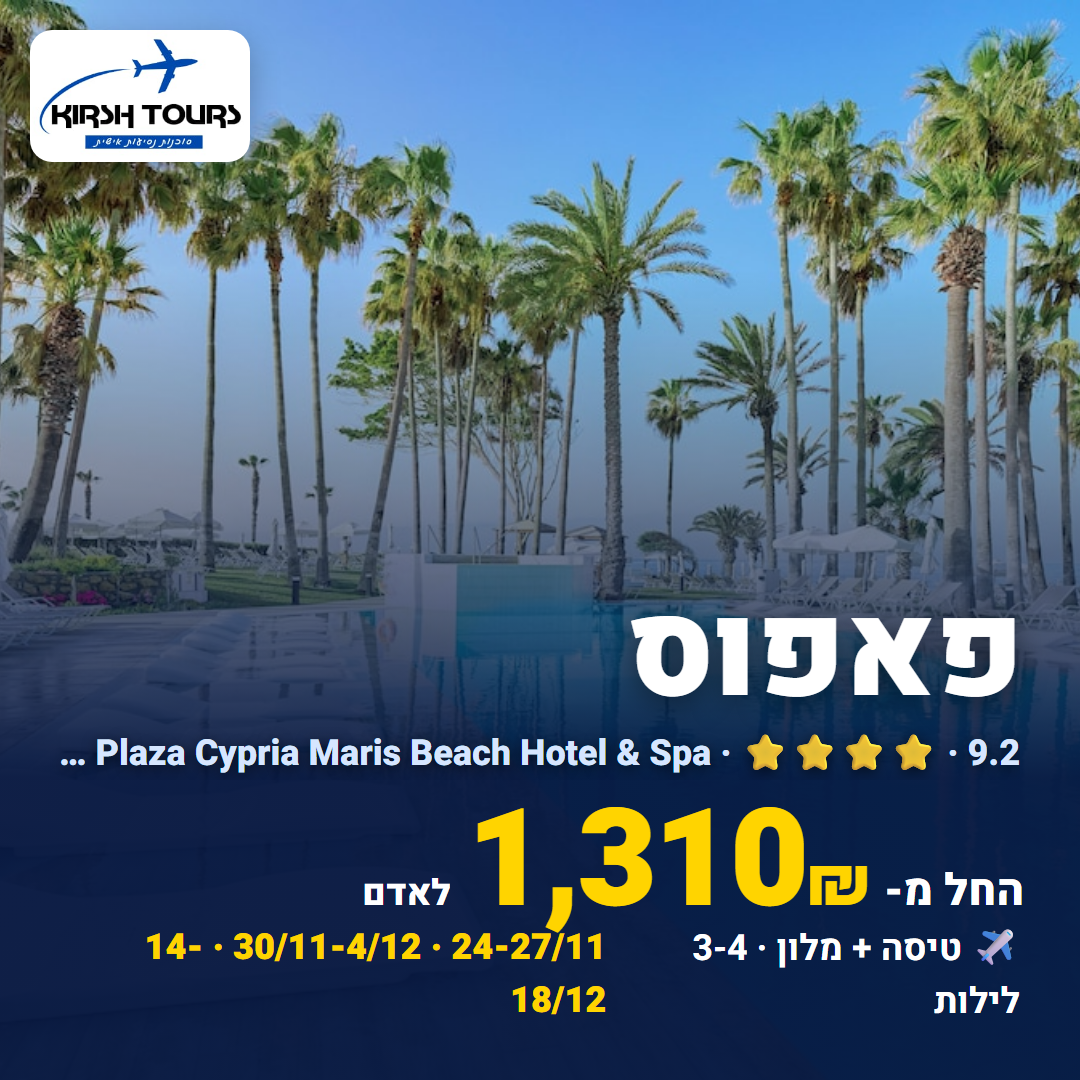 KIRSH TOURS
סוכנות נסיעות אישית
פאפוס
9.2 · ⭐⭐⭐⭐ · Plaza Cypria Maris Beach Hotel & Spa ...
החל מ- ₪1,310 לאדם
✈️ טיסה + מלון · 3-4 לילות
24-27/11 · 30/11-4/12 · 14-18/12